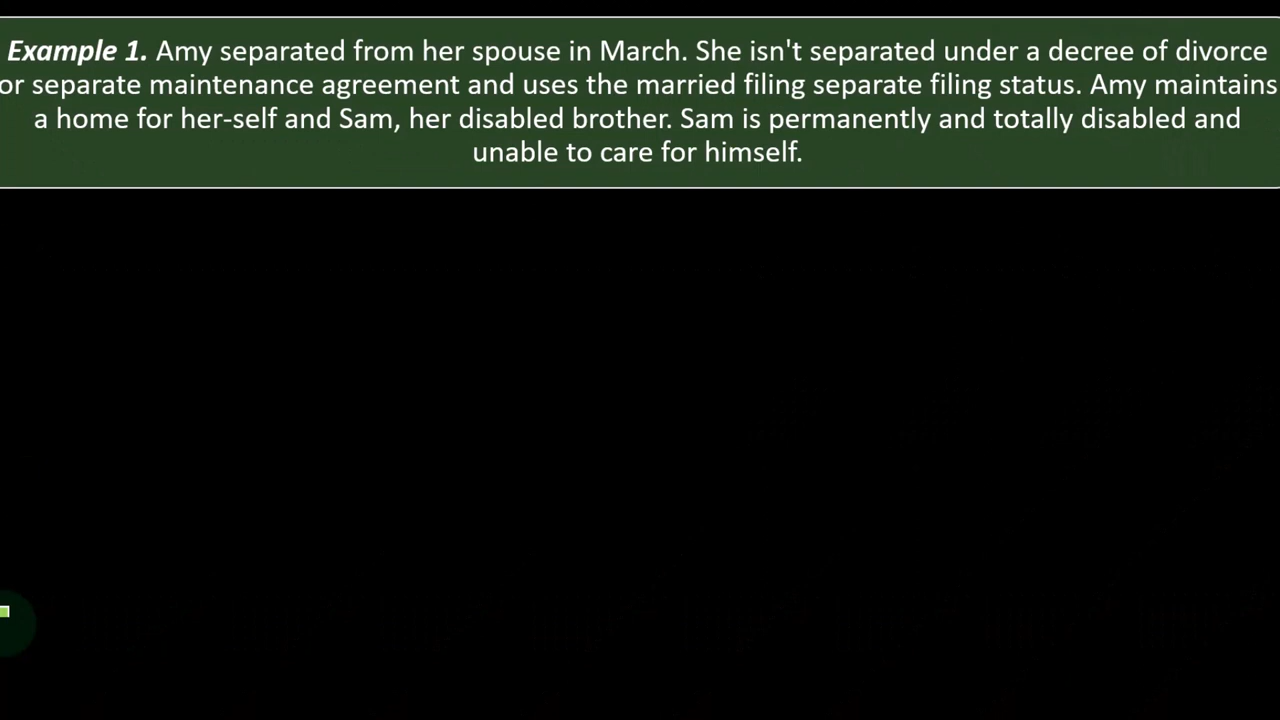 Example 1. Amy separated from her spouse in March. She isn't separated under a decree of divorce
or separate maintenance agreement and uses the married filing separate filing status. Amy maintains
a home for her-self and Sam, her disabled brother. Sam is permanently and totally disabled and
unable to care for himself.